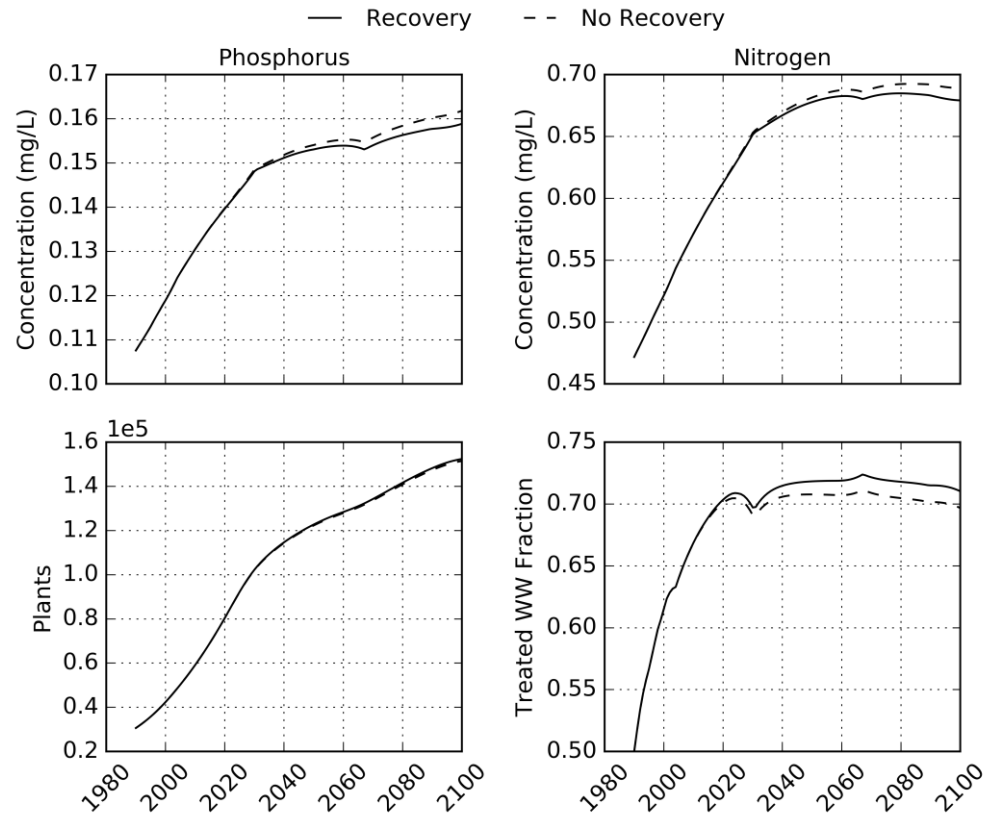 Recovery No Recovery
Phosphorus
Nitrogen
0.17
0.16
0.15
0.14
0.13
0.12
0.11
0.10
Concentration (mg/L)
0.70
0.65
0.60
0.55
0.50
0.45
Concentration (mg/L)
1e5
1.6
1.4
1.2
1.0
0.8
0.6
0.4
0.2
Plants
1980 2000 2020 2040 2060 2080 2100
0.75
0.70
0.65
0.60
0.55
0.50
Treated WW Fraction
1980 2000 2020 2040 2060 2080 2100